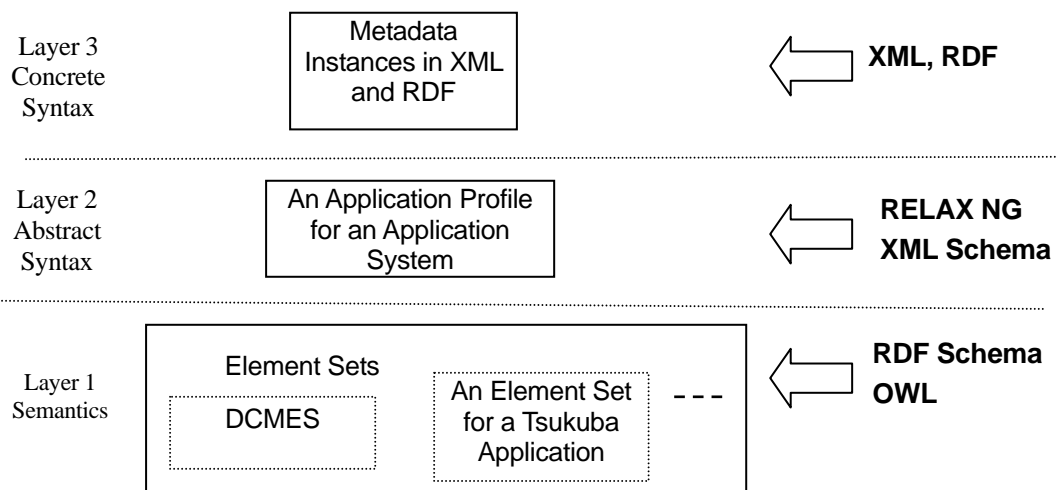 Layer 3
Concrete
Syntax
Metadata
Instances in XML
and RDF
XML, RDF
Layer 2
Abstract
Syntax
An Application Profile
for an Application
System
RELAX NG
XML Schema
Layer 1
Semantics
Element Sets
DCMES
An Element Set
for a Tsukuba
Application
---
RDF Schema
OWL